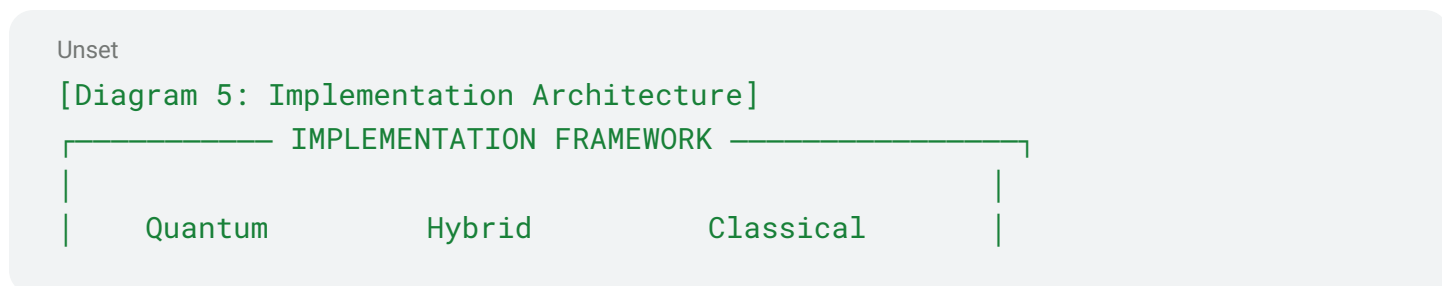 Unset
[Diagram 5: Implementation Architecture]
┌─────────── IMPLEMENTATION FRAMEWORK ────────────────┐
│                                                    │
│    Quantum         Hybrid          Classical       │